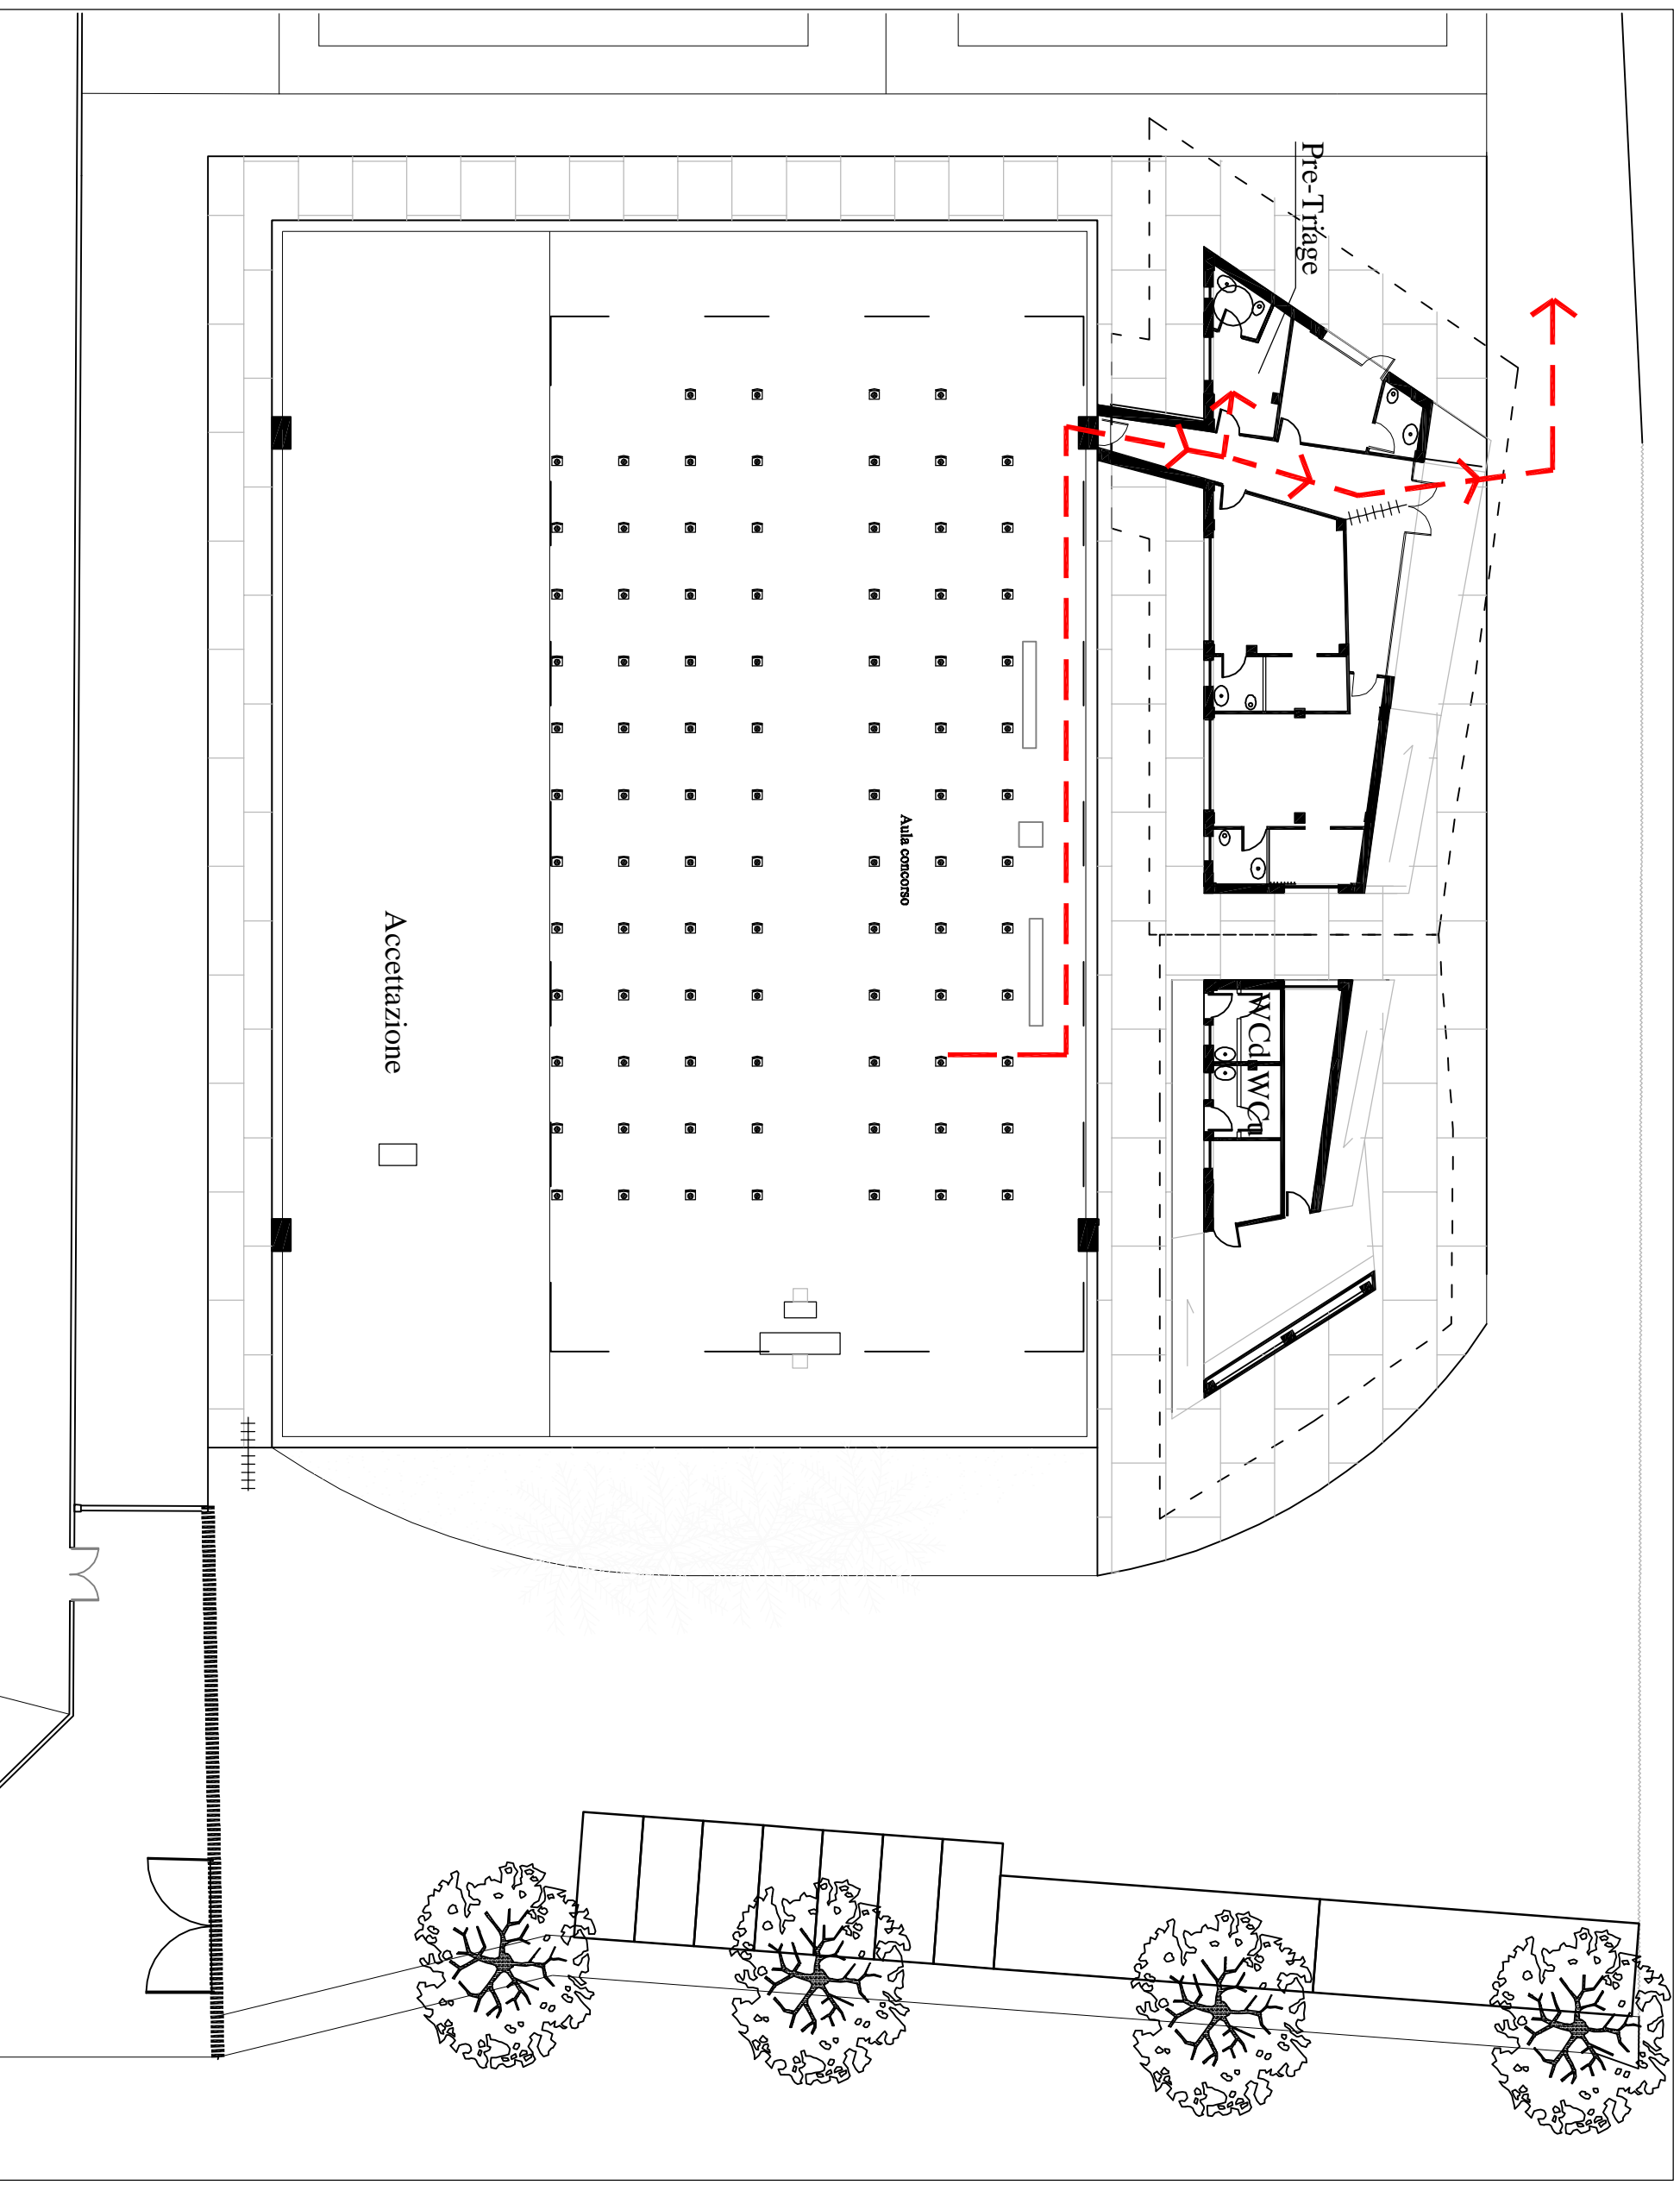 Pre-Triage
Aula concorso
Accettazione
WCd
WCu